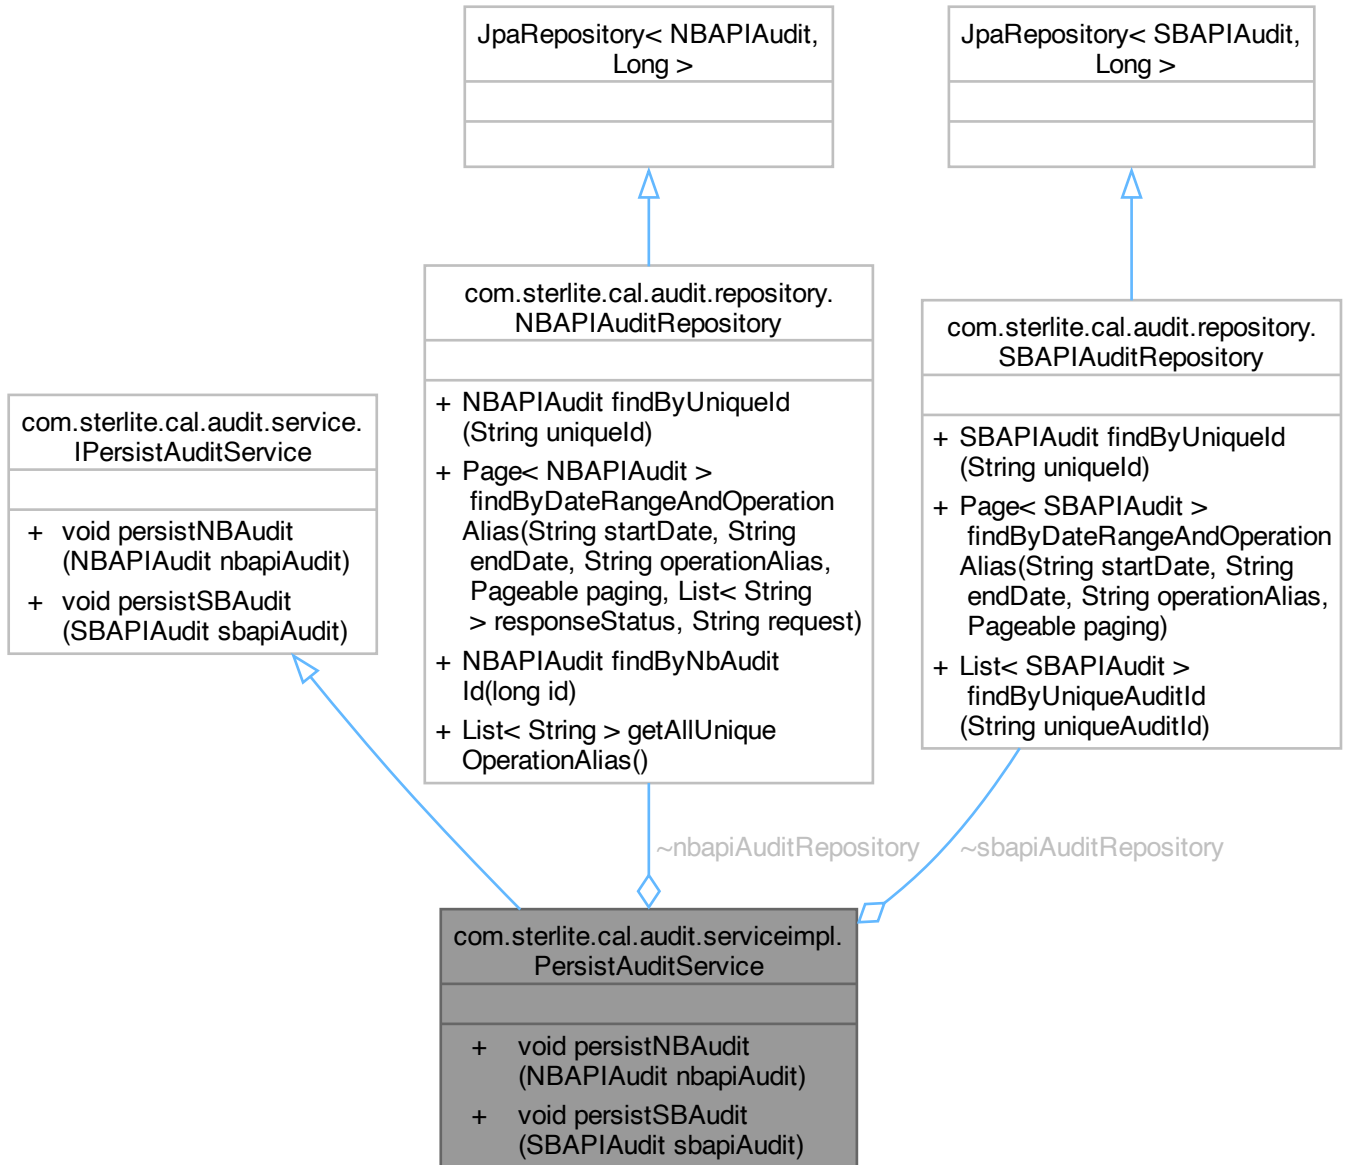 JpaRepository< NBAPIAudit,
Long >
JpaRepository< SBAPIAudit,
Long >
com.sterlite.cal.audit.repository.
NBAPIAuditRepository
+ NBAPIAudit findByUniqueId
(String uniqueId)
+ Page< NBAPIAudit >
findByDateRangeAndOperation
Alias(String startDate, String
endDate, String operationAlias,
Pageable paging, List< String
> responseStatus, String request)
+ NBAPIAudit findByNbAudit
Id(long id)
+ List< String > getAllUnique
OperationAlias()
com.sterlite.cal.audit.repository.
SBAPIAuditRepository
+ SBAPIAudit findByUniqueId
(String uniqueId)
+ Page< SBAPIAudit >
findByDateRangeAndOperation
Alias(String startDate, String
endDate, String operationAlias,
Pageable paging)
+ List< SBAPIAudit >
findByUniqueAuditId
(String uniqueAuditId)
com.sterlite.cal.audit.service.
IPersistAuditService
+ void persistNBAudit
(NBAPIAudit nbapiAudit)
+ void persistSBAudit
(SBAPIAudit sbapiAudit)
~nbapiAuditRepository
~sbapiAuditRepository
com.sterlite.cal.audit.serviceimpl.
PersistAuditService
+ void persistNBAudit
(NBAPIAudit nbapiAudit)
+ void persistSBAudit
(SBAPIAudit sbapiAudit)